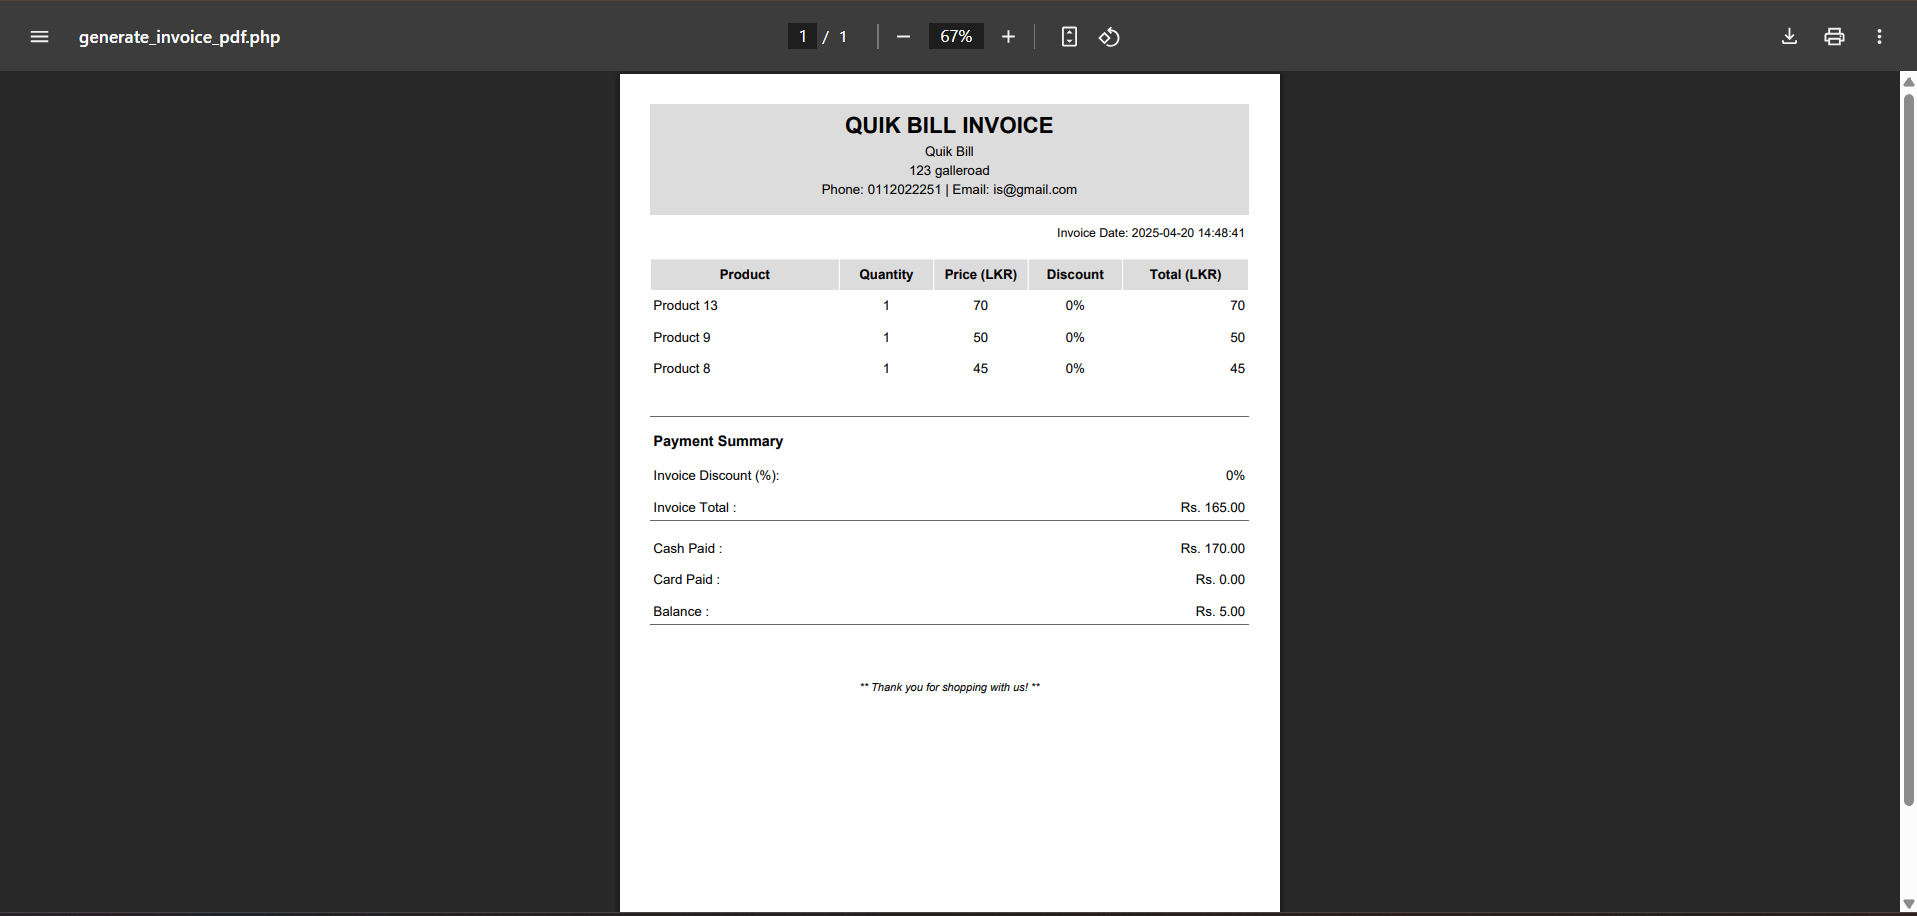 generate_invoice_pdf.php
1 / 1
67%
QUIK BILL INVOICE
Quik Bill
123 galleroad
Phone: 0112022251 | Email: is@gmail.com
Invoice Date: 2025-04-20 14:48:41
Product Quantity Price (LKR) Discount Total (LKR)
Product 13 1 70 0% 70
Product 9 1 50 0% 50
Product 8 1 45 0% 45
Payment Summary
Invoice Discount (%): 0%
Invoice Total : Rs. 165.00
Cash Paid : Rs. 170.00
Card Paid : Rs. 0.00
Balance : Rs. 5.00
** Thank you for shopping with us! **